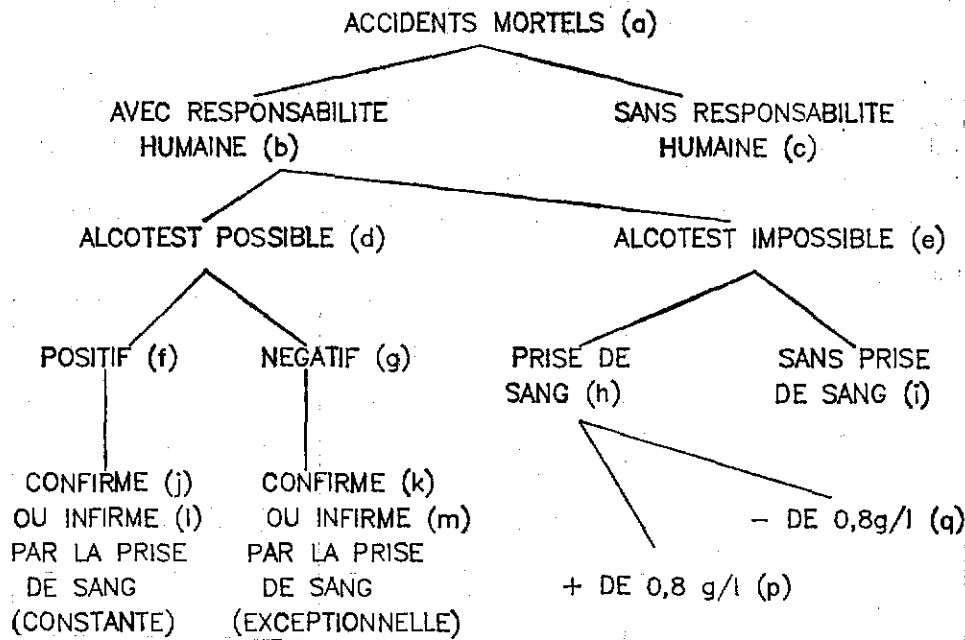 ACCIDENTS MORTELS (a)
AVEC RESPONSABILITE
HUMAINE (b)
SANS RESPONSABILITE
HUMAINE (c)
ALCOTEST POSSIBLE (d)
ALCOTEST IMPOSSIBLE (e)
POSITIF (f)
NEGATIF (g)
PRISE DE
SANG (h)
SANS PRISE
DE SANG (i)
CONFIRME (j)
OU INFIRME (l)
PAR LA PRISE
DE SANG
(CONSTANTE)
CONFIRME (k)
OU INFIRME (m)
PAR LA PRISE
DE SANG
(EXCEPTIONNELLE)
+ DE 0,8 g/l (p)
- DE 0,8g/l (q)